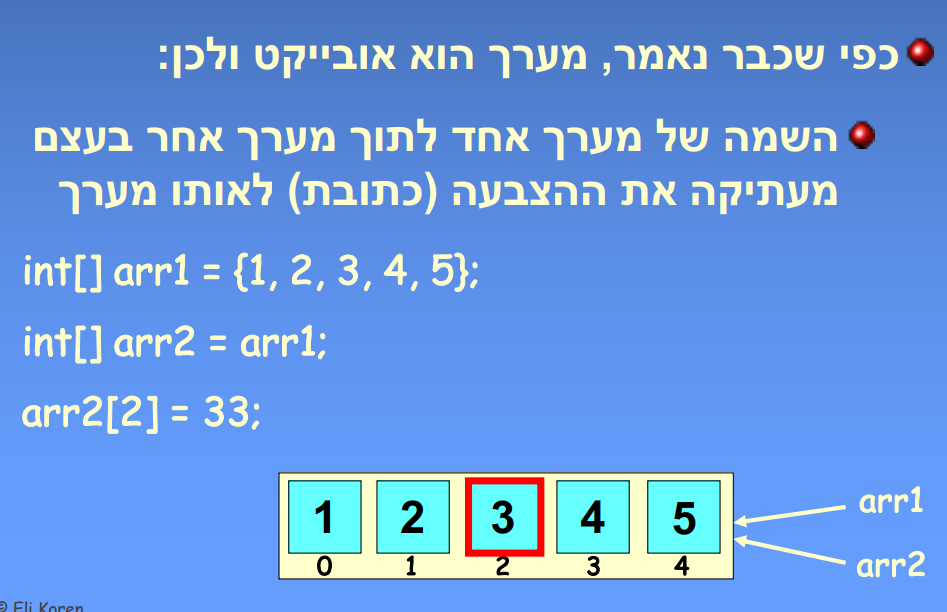 כפי שכבר נאמר, מערך הוא אובייקט ולכן:
השמה של מערך אחד לתוך מערך אחר בעצם
מעתיקה את ההצבעה (כתובת) לאותו מערך
int[] arr1 = {1, 2, 3, 4, 5};
int[] arr2 = arr1;
arr2[2] = 33;
1 2 3 4 5
0 1 2 3 4
arr1
arr2
© Eli Koren